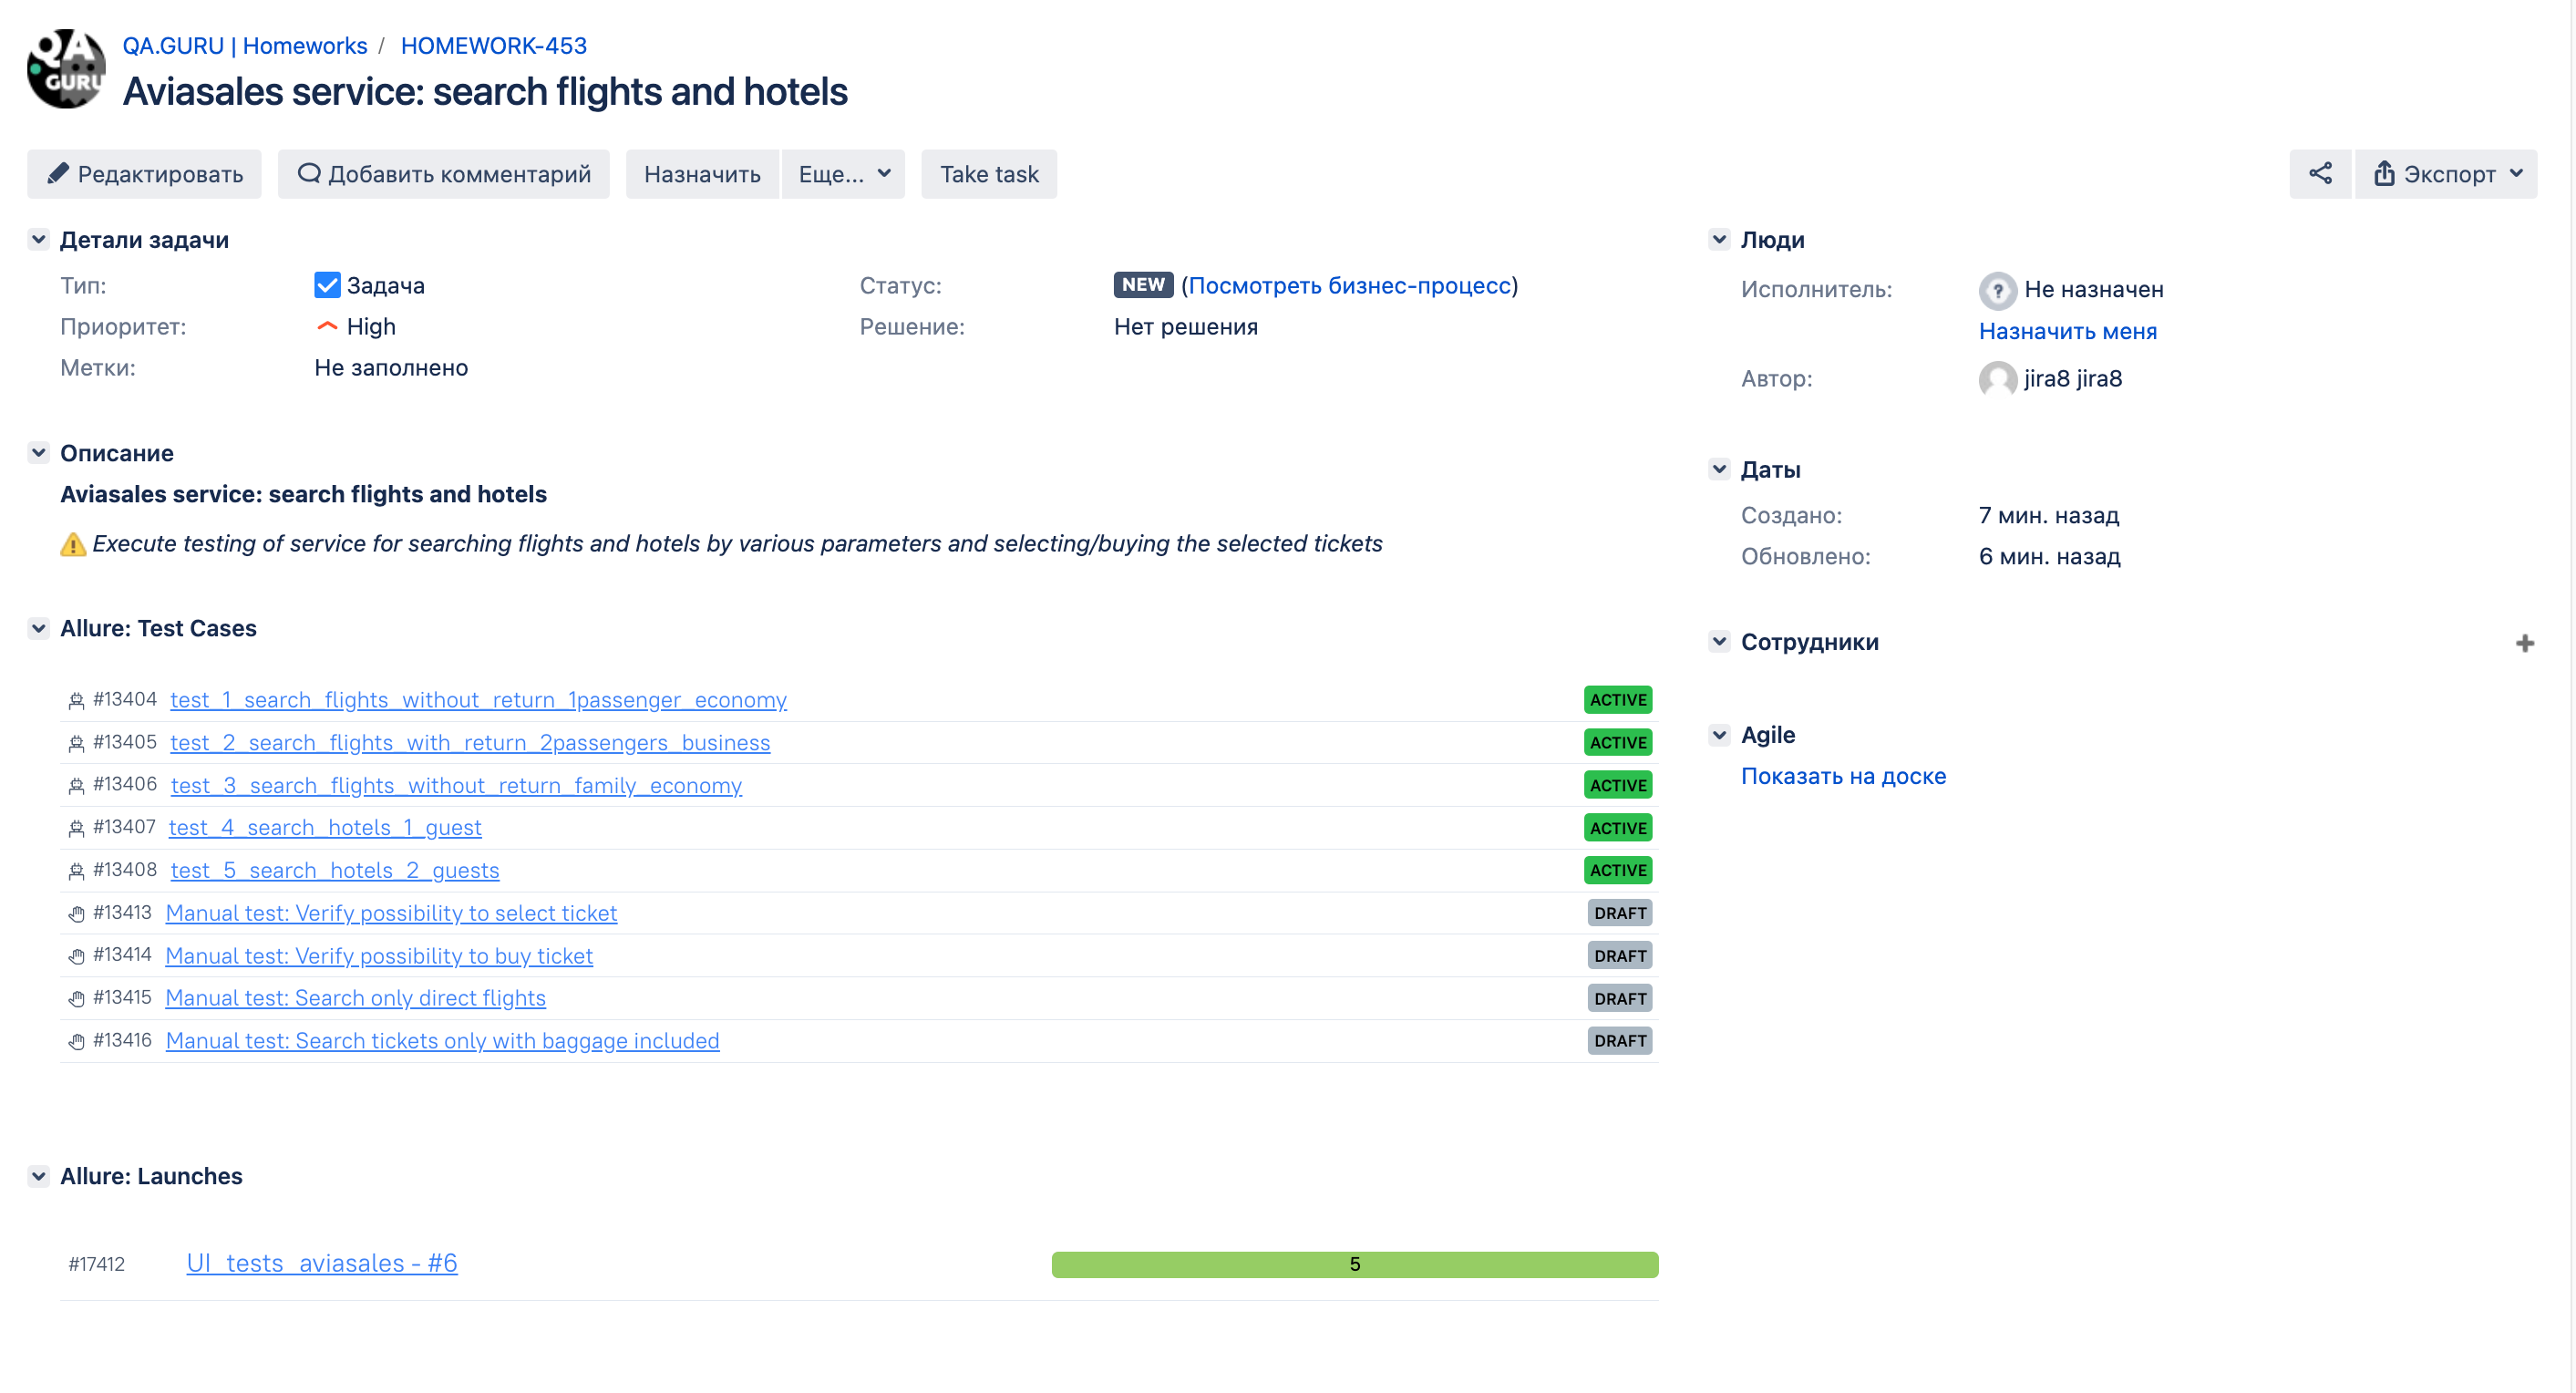 QA
GURU
QA.GURU | Homeworks / HOMEWORK-453
Aviasales service: search flights and hotels
Редактировать Добавить комментарий Назначить Еще... Take task Экспорт
Детали задачи
Тип: Задача Статус: NEW (Посмотреть бизнес-процесс)
Приоритет: High Решение: Нет решения
Метки: Не заполнено
Описание
Aviasales service: search flights and hotels
Execute testing of service for searching flights and hotels by various parameters and selecting/buying the selected tickets
Allure: Test Cases
#13404 test_1_search_flights_without_return_1passenger_economy ACTIVE
#13405 test_2_search_flights_with_return_2passengers_business ACTIVE
#13406 test_3_search_flights_without_return_family_economy ACTIVE
#13407 test_4_search_hotels_1_guest ACTIVE
#13408 test_5_search_hotels_2_guests ACTIVE
#13413 Manual test: Verify possibility to select ticket DRAFT
#13414 Manual test: Verify possibility to buy ticket DRAFT
#13415 Manual test: Search only direct flights DRAFT
#13416 Manual test: Search tickets only with baggage included DRAFT
Allure: Launches
#17412 UI_tests_aviasales - #6 5
Люди
Исполнитель: Не назначен
Назначить меня
Автор: jira8 jira8
Даты
Создано: 7 мин. назад
Обновлено: 6 мин. назад
Сотрудники
Agile
Показать на доске